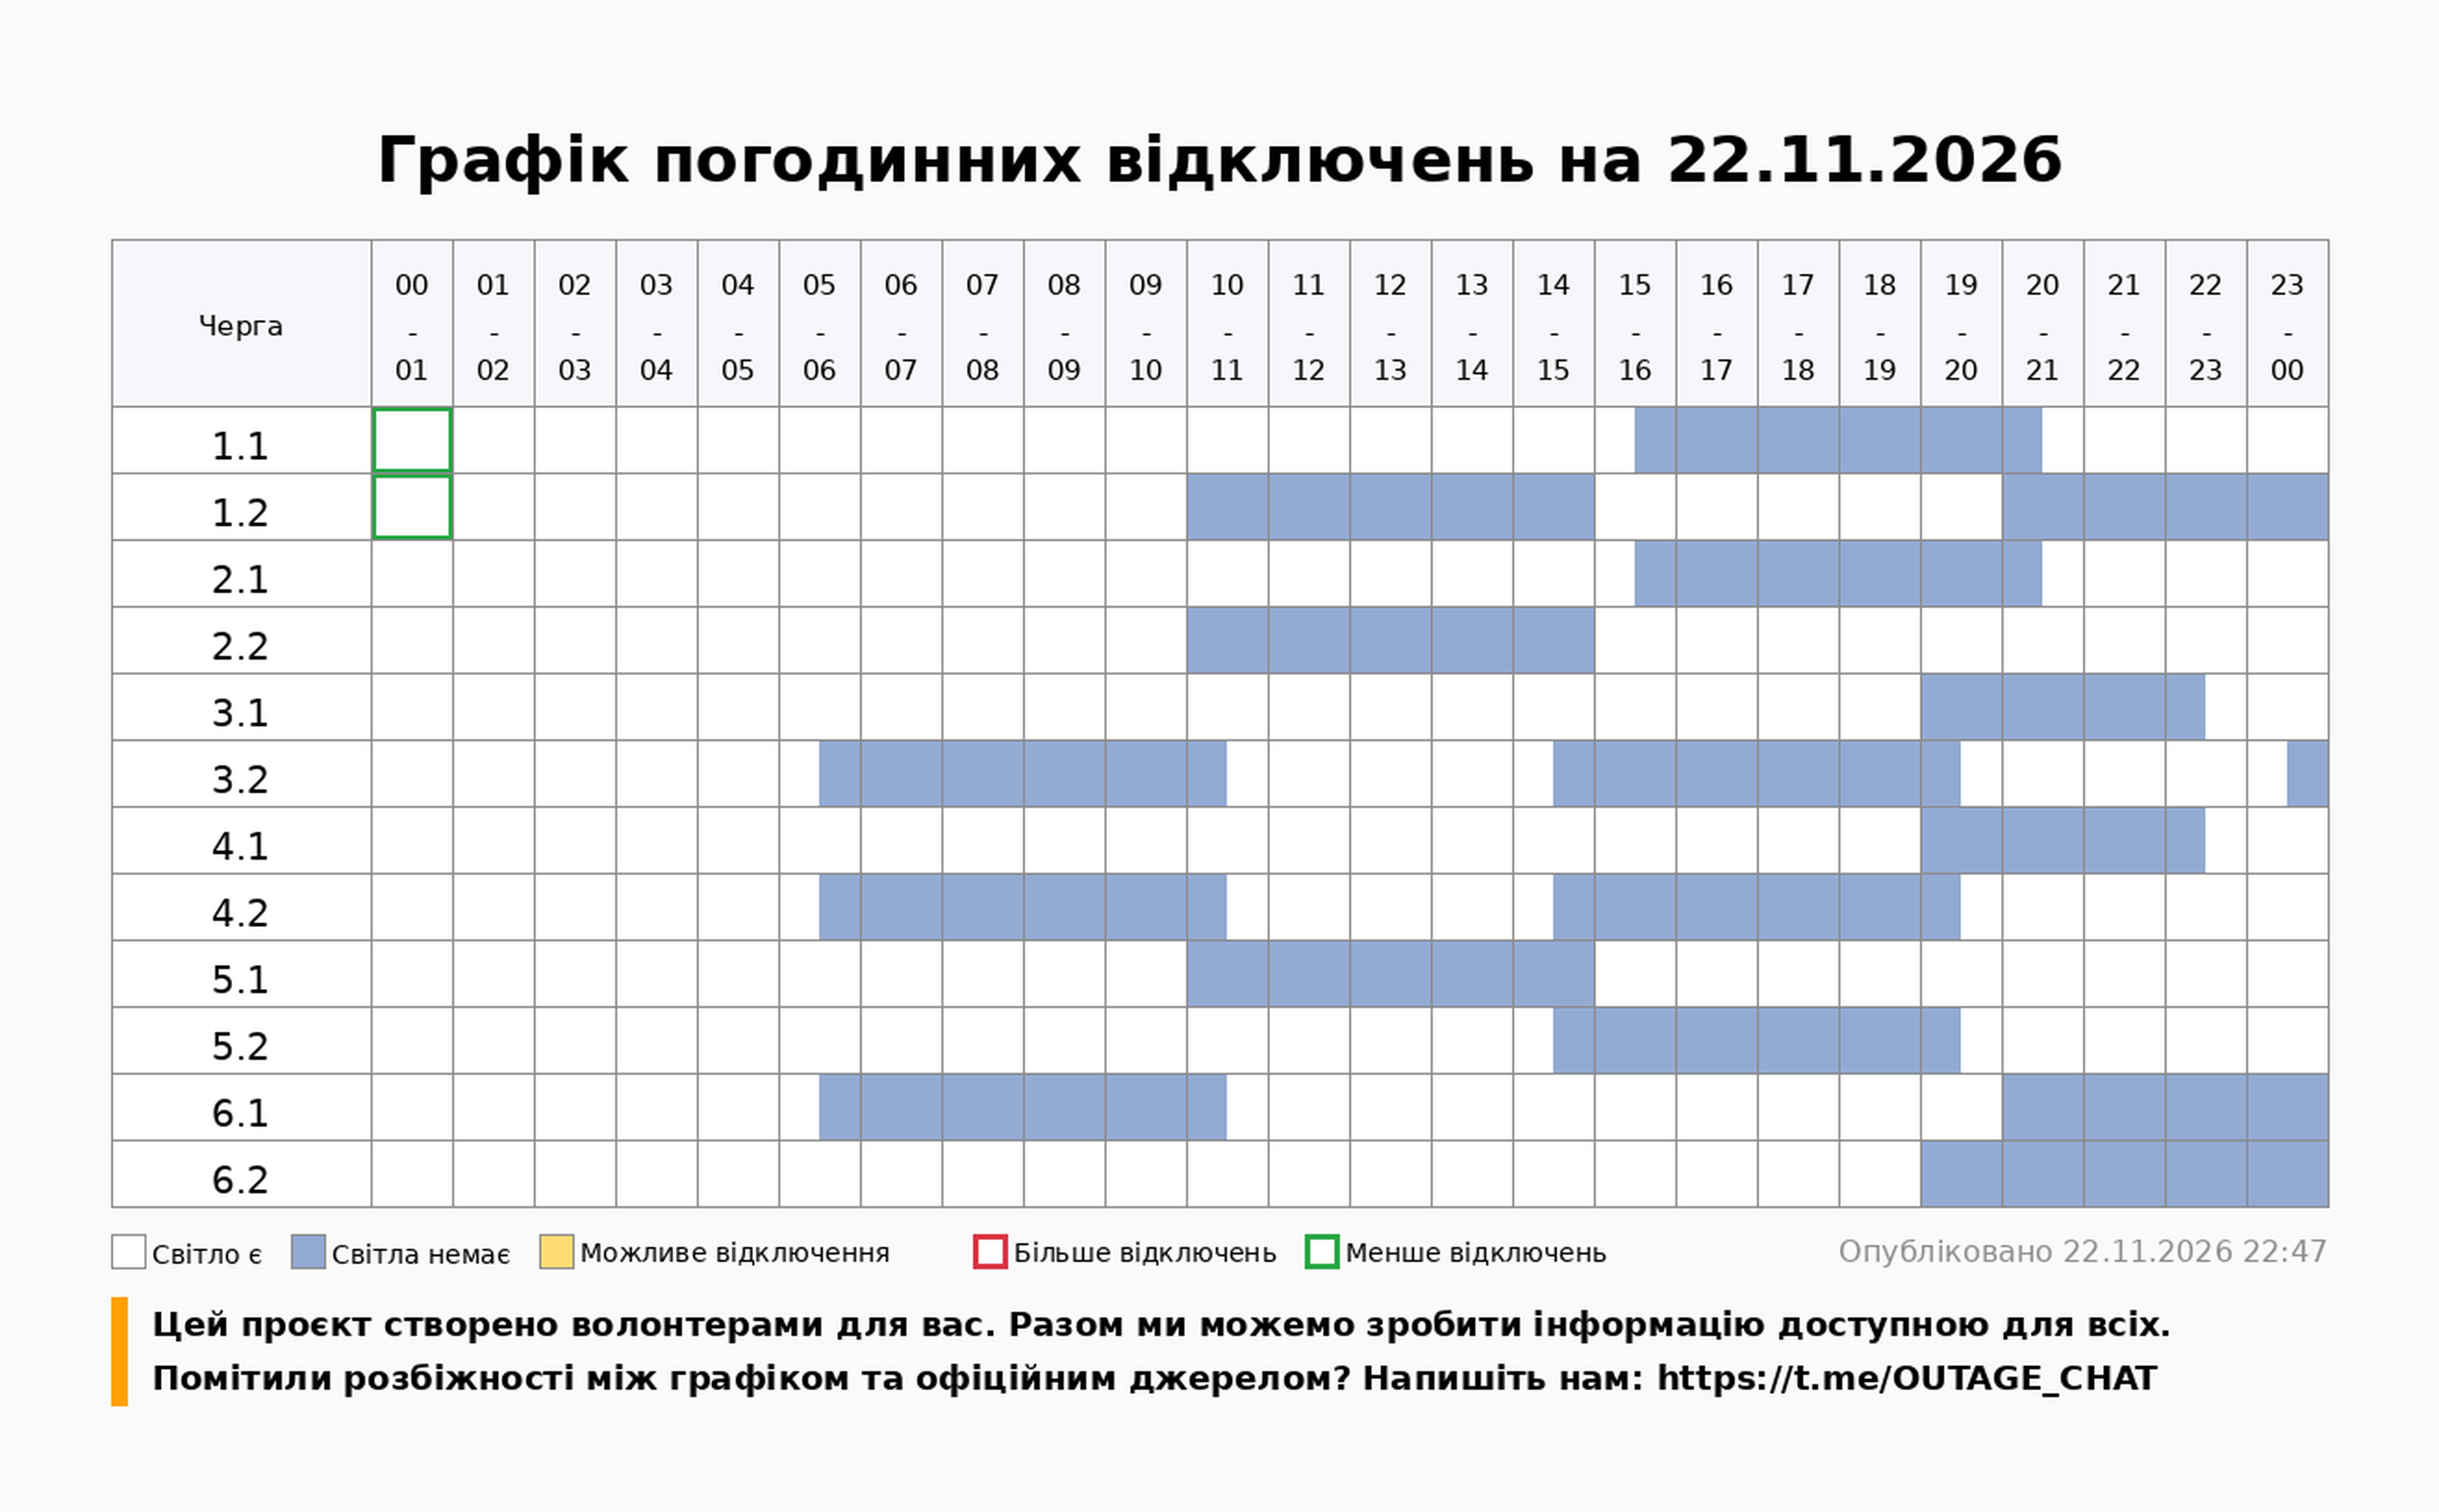 Графік погодинних відключень на 22.11.2026
Черга 00 - 01 01 - 02 02 - 03 03 - 04 04 - 05 05 - 06 06 - 07 07 - 08 08 - 09 09 - 10 10 - 11 11 - 12 12 - 13 13 - 14 14 - 15 15 - 16 16 - 17 17 - 18 18 - 19 19 - 20 20 - 21 21 - 22 22 - 23 23 - 00
1.1
1.2
2.1
2.2
3.1
3.2
4.1
4.2
5.1
5.2
6.1
6.2
Світло є Світла немає Можливе відключення Більше відключень Менше відключень Опубліковано 22.11.2026 22:47
Цей проєкт створено волонтерами для вас. Разом ми можемо зробити інформацію доступною для всіх.
Помітили розбіжності між графіком та офіційним джерелом? Напишіть нам: https://t.me/OUTAGE_CHAT